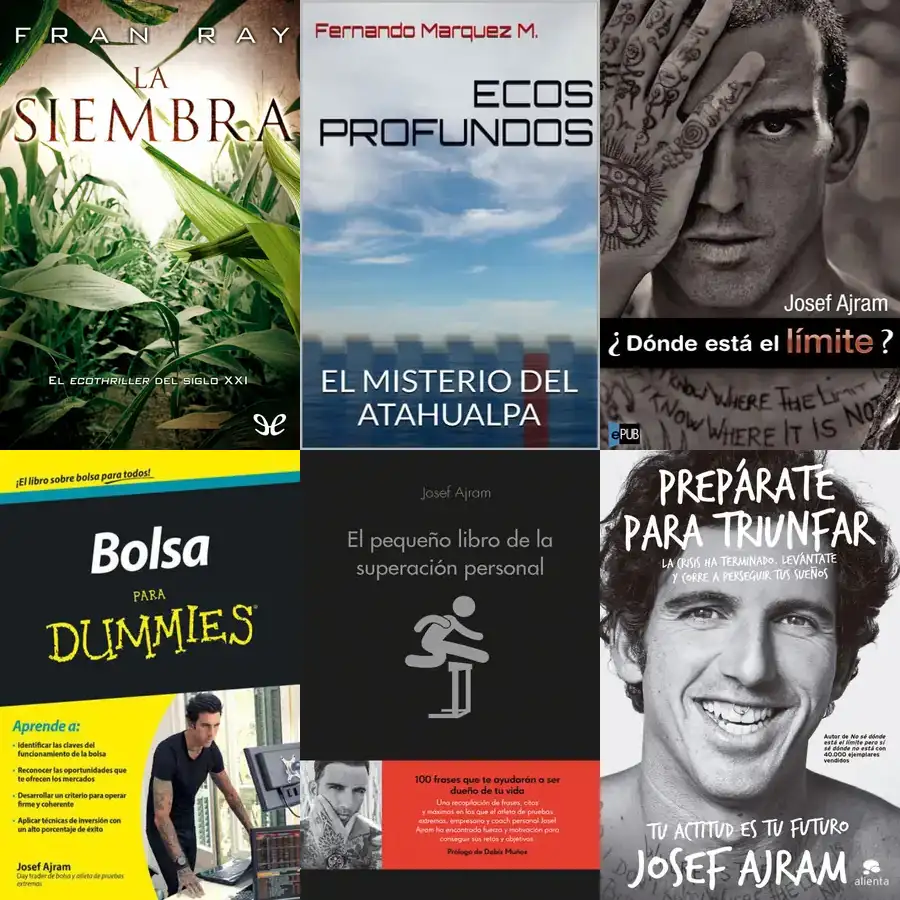 FRAN RAY
LA
SIEMBRA
EL ECOTHRILLER DEL SIGLO XXI
Fernando Marquez M.
ECOS
PROFUNDOS
EL MISTERIO DEL
ATAHUALPA
Josef Ajram
¿Dónde está el límite?
KNOW WHERE THE LIMIT IS
KNOW WHERE IT IS NOT
ePUB
¡El libro sobre bolsa para todos!
Bolsa
PARA
DUMMIES®
Aprende a:
• Identificar las claves del
funcionamiento de la bolsa
• Reconocer las oportunidades que
te ofrecen los mercados
• Desarrollar un criterio para operar
firme y coherente
• Aplicar técnicas de inversión con
un alto porcentaje de éxito
Josef Ajram
Day trader de bolsa y atleta de pruebas
extremas
Josef Ajram
El pequeño libro de la
superación personal
100 frases que te ayudarán a ser
dueño de tu vida
Una recopilación de frases, citas
y máximas en los que el atleta de pruebas
extremas, empresario y coach personal Josef
Ajram ha encontrado fuerza y motivación para
conseguir sus retos y objetivos
Prólogo de Dabiz Muñoz
PREPÁRATE
PARA TRIUNFAR
LA CRISIS HA TERMINADO. LEVÁNTATE
Y CORRE A PERSEGUIR TUS SUEÑOS
Autor de No sé dónde
está el límite pero sí
sé dónde no está con
40.000 ejemplares
vendidos
TU ACTITUD ES TU FUTURO
JOSEF AJRAM
alienta